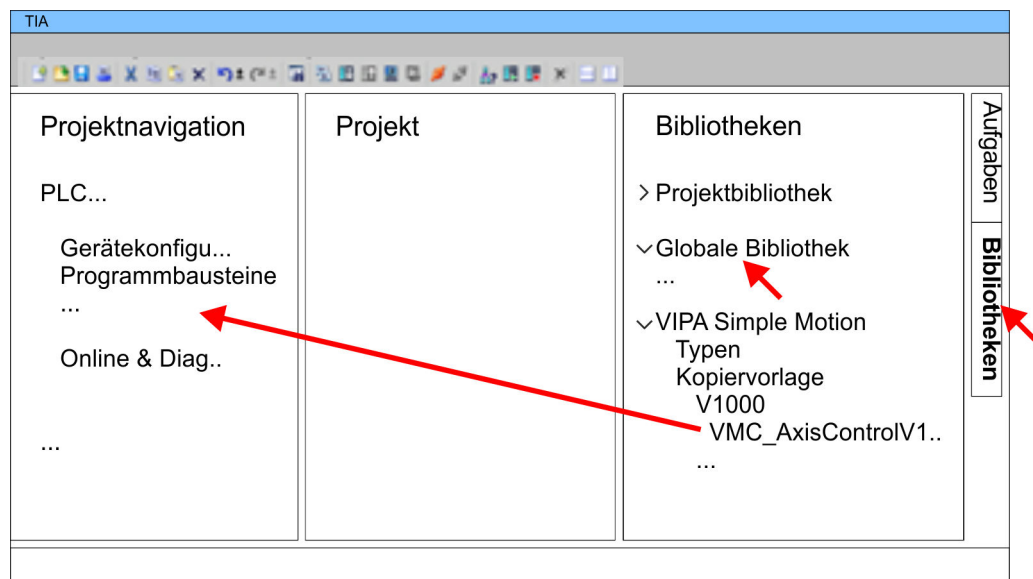 TIA
Projektnavigation
PLC...
Gerätekonfigu...
Programmbausteine
...
Online & Diag..
...
Projekt
Bibliotheken
> Projektbibliothek
Globale Bibliothek
...
VIPA Simple Motion
Typen
Kopiervorlage
V1000
VMC_AxisControlV1..
...
Aufgaben
Bibliotheken